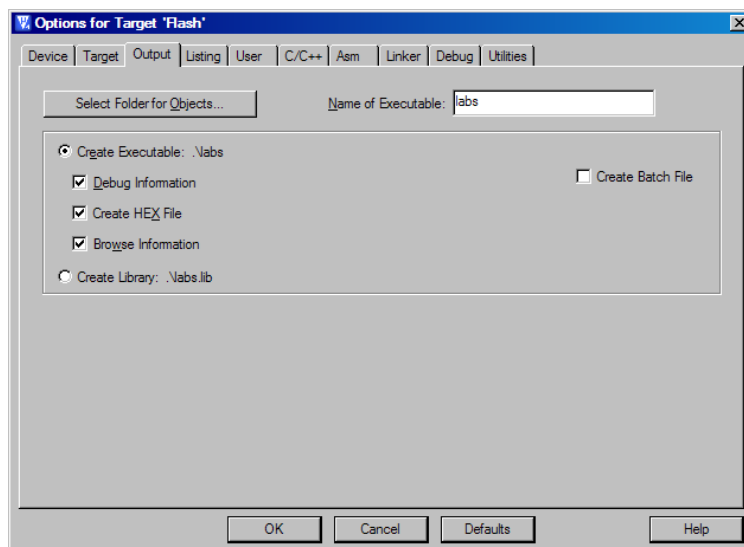 Options for Target 'Flash'
Device Target Output Listing User C/C++ Asm Linker Debug Utilities
Select Folder for Objects... Name of Executable: labs
Create Executable: .\labs
Debug Information Create Batch File
Create HEX File
Browse Information
Create Library: .\labs.lib
OK Cancel Defaults Help